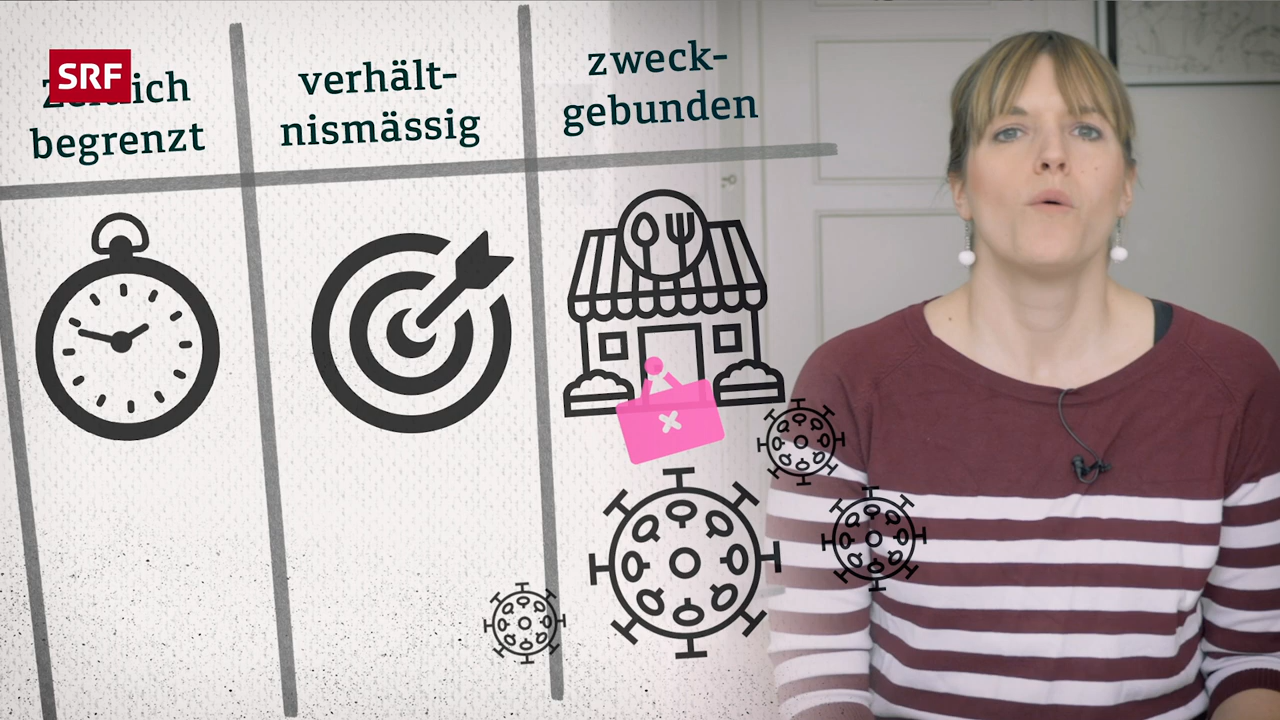 SRF
begrenzt
verhält-
nismässig
zweck-
gebunden